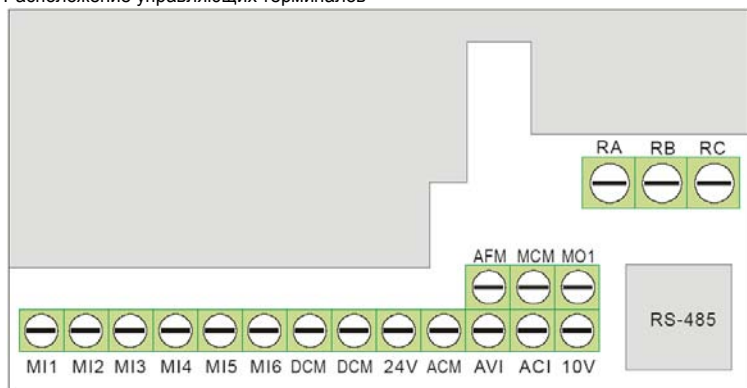 Расположение управляющих терминалов
RA RB RC
AFM MCM MO1
RS-485
MI1 MI2 MI3 MI4 MI5 MI6 DCM DCM 24V ACM AVI ACI 10V